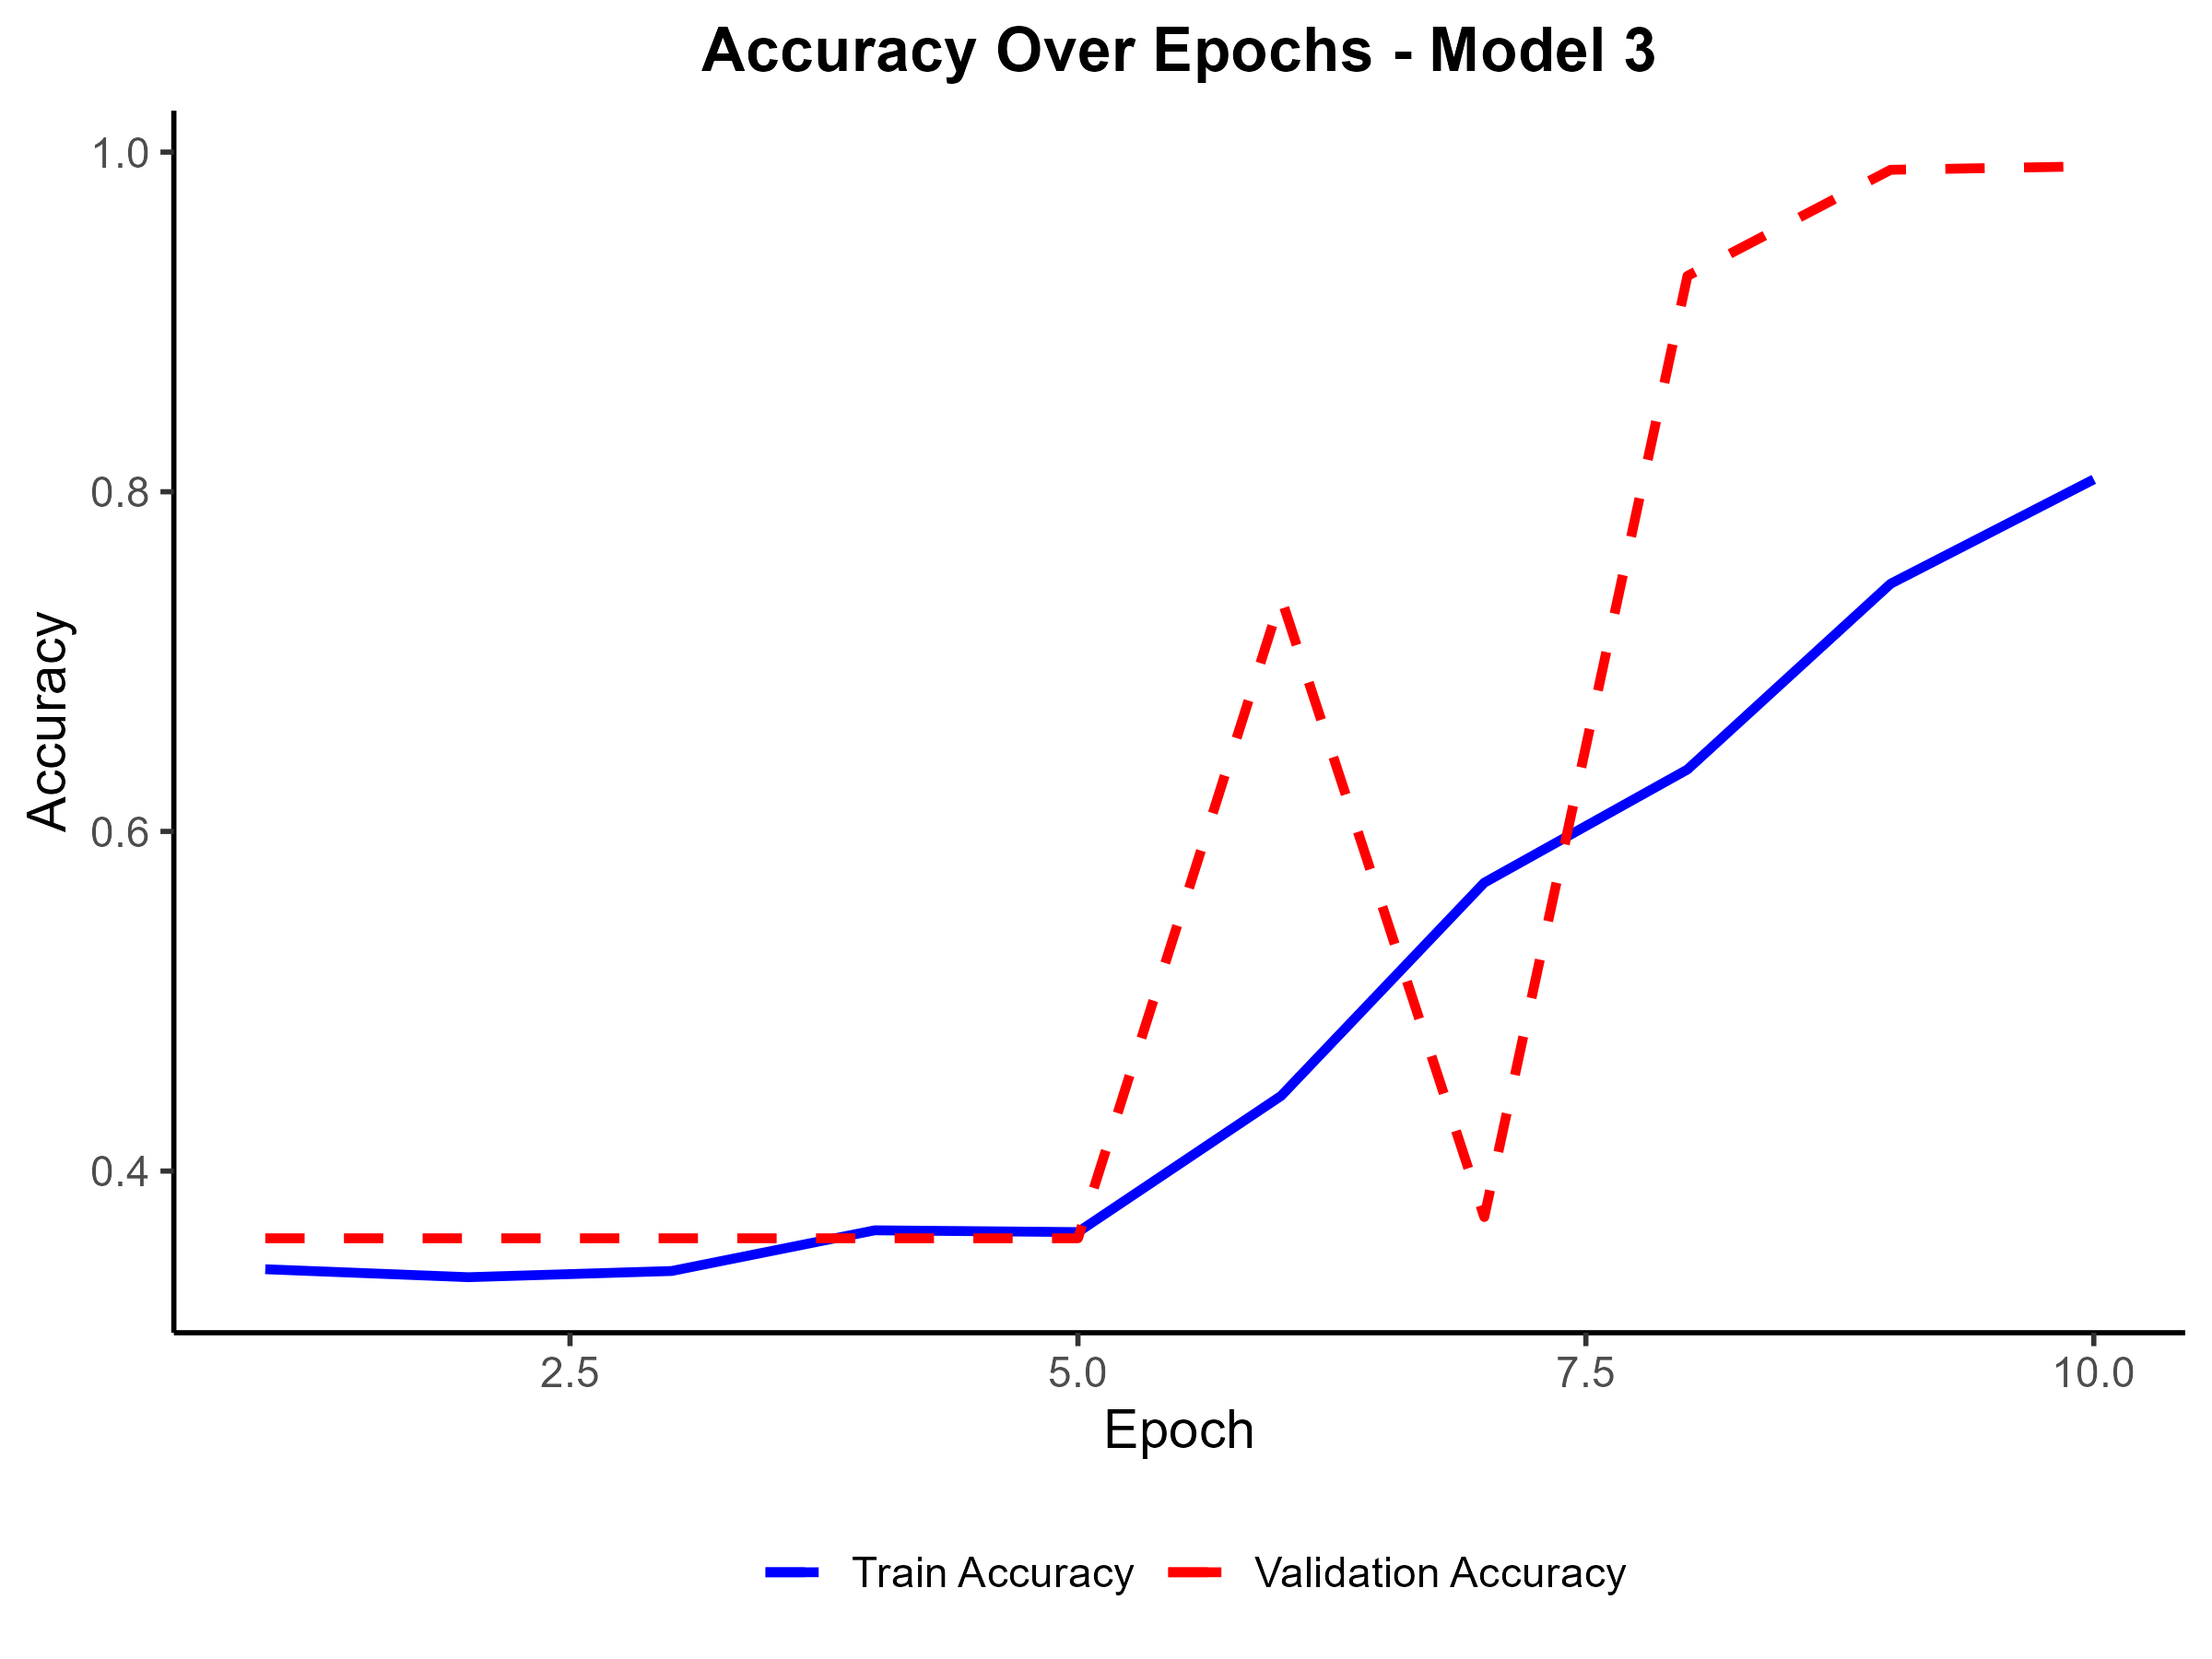 Accuracy Over Epochs - Model 3
Accuracy
1.0
0.8
0.6
0.4
2.5 5.0 7.5 10.0
Epoch
Train Accuracy Validation Accuracy